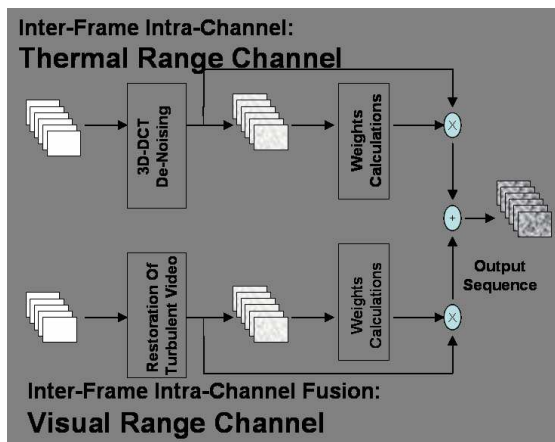 Inter-Frame Intra-Channel:
Thermal Range Channel
3D-DCT
De-Noising
Weights
Calculations
X
+
Output
Sequence
Restoration Of
Turbulent Video
Weights
Calculations
X
Inter-Frame Intra-Channel Fusion:
Visual Range Channel